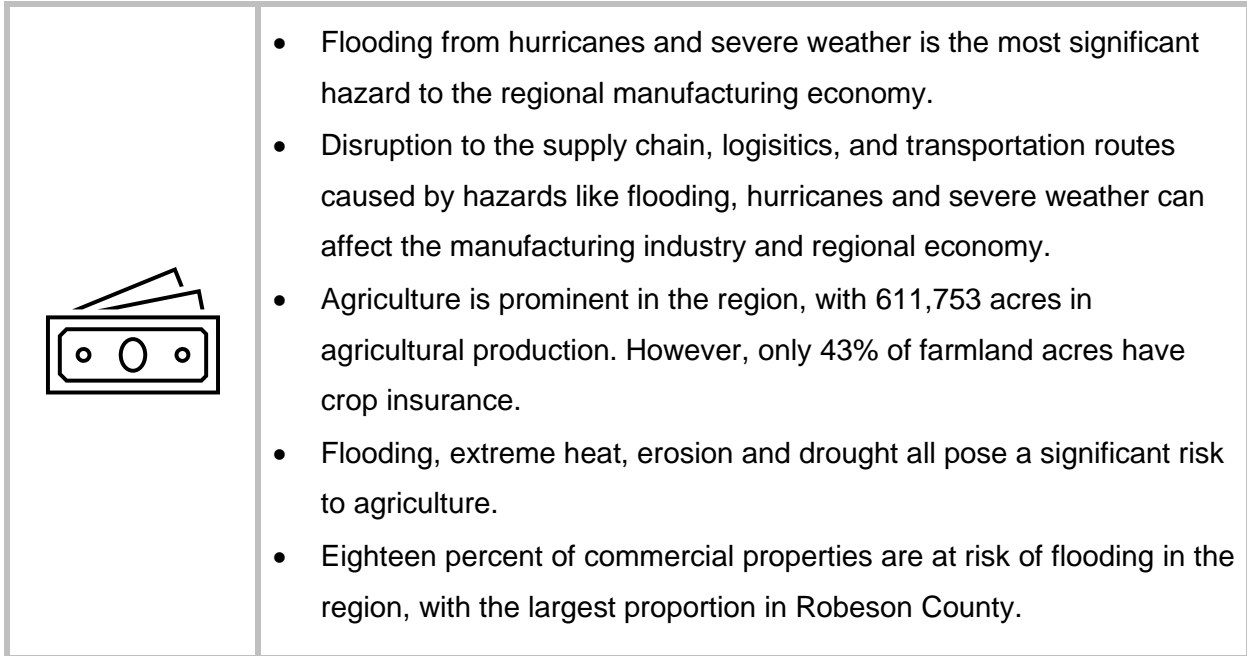 • Flooding from hurricanes and severe weather is the most significant
hazard to the regional manufacturing economy.
• Disruption to the supply chain, logisitics, and transportation routes
caused by hazards like flooding, hurricanes and severe weather can
affect the manufacturing industry and regional economy.
• Agriculture is prominent in the region, with 611,753 acres in
agricultural production. However, only 43% of farmland acres have
crop insurance.
• Flooding, extreme heat, erosion and drought all pose a significant risk
to agriculture.
• Eighteen percent of commercial properties are at risk of flooding in the
region, with the largest proportion in Robeson County.